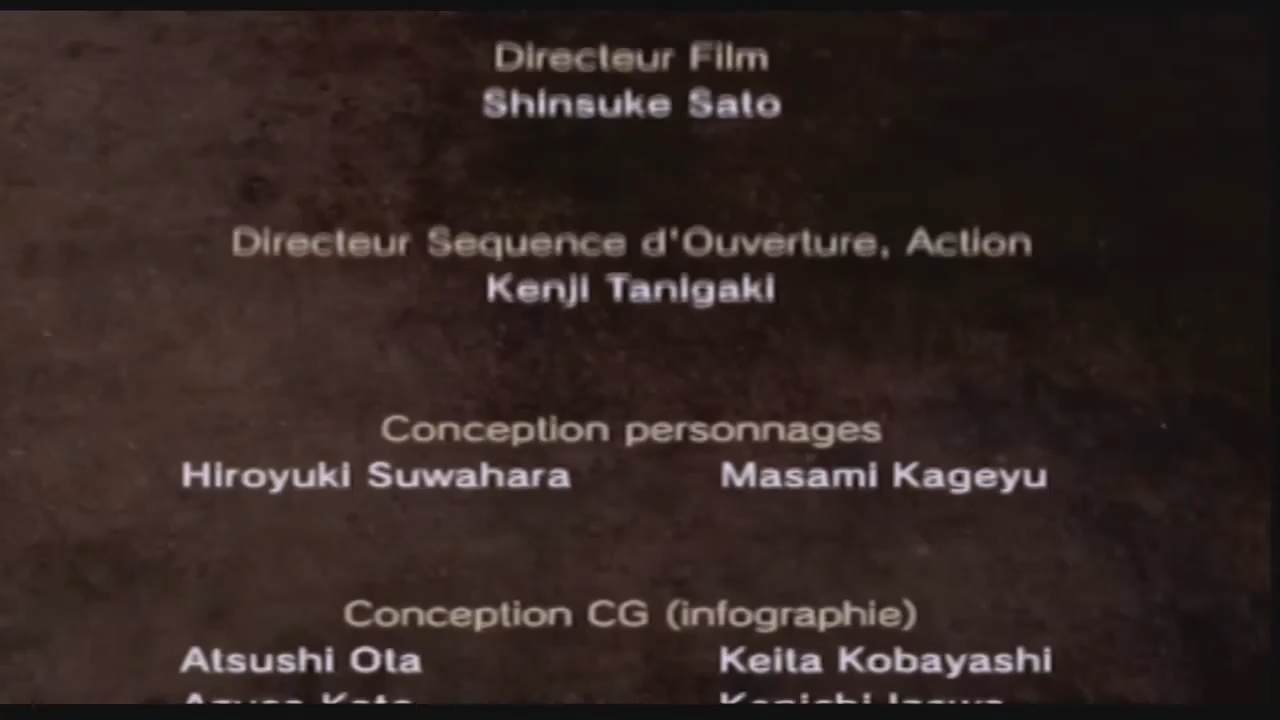 Directeur Film
Shinsuke Sato
Directeur Sequence d'Ouverture, Action
Kenji Tanigaki
Conception personnages
Hiroyuki Suwahara Masami Kageyu
Conception CG (infographie)
Atsushi Ota Keita Kobayashi